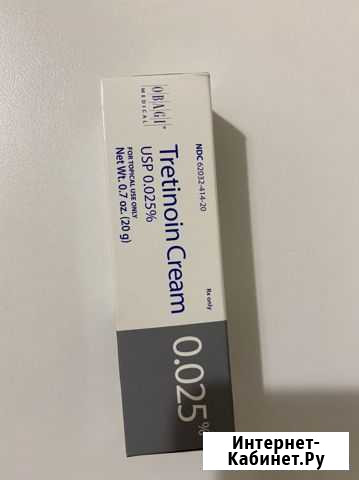 OBAGI®
MEDICAL
NDC 62032-414-20
Tretinoin Cream
USP 0.025%
FOR TOPICAL USE ONLY
Net Wt. 0.7 oz. (20 g)
Rx only
0.025%
Интернет-
Кабинет.Ру